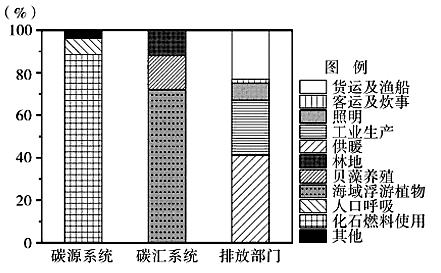 (%)
100
80
60
40
20
0
碳源系统 碳汇系统 排放部门
图 例
货运及渔船
客运及炊事
照明
工业生产
供暖
林地
贝藻养殖
海域浮游植物
人口呼吸
化石燃料使用
其他